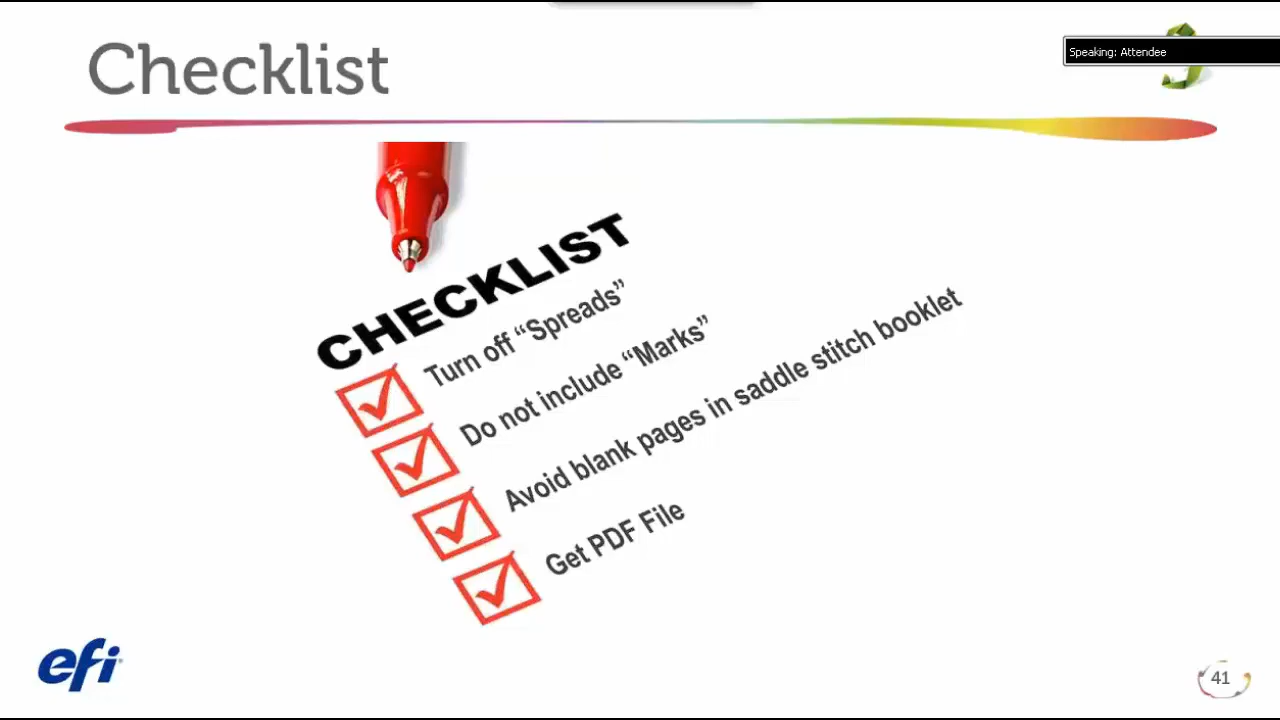 Checklist
Speaking: Attendee
CHECKLIST
Turn off “Spreads”
Do not include “Marks”
Avoid blank pages in saddle stitch booklet
Get PDF File
efi
41